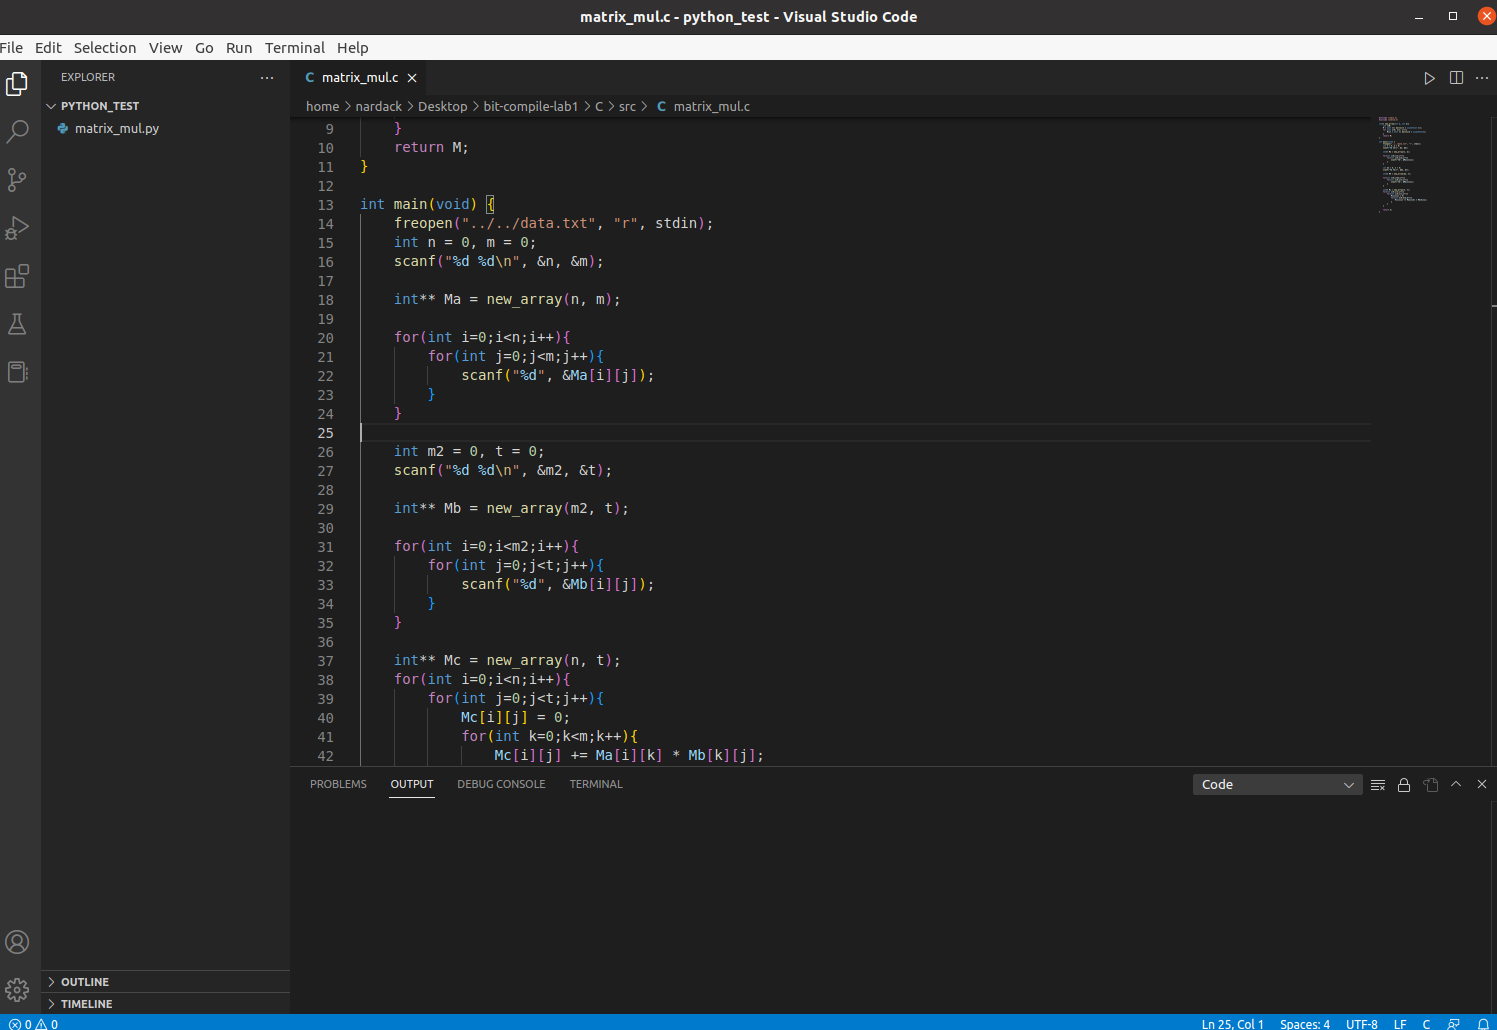 matrix_mul.c - python_test - Visual Studio Code
File Edit Selection View Go Run Terminal Help
EXPLORER
PYTHON_TEST
matrix_mul.py
OUTLINE
TIMELINE
C matrix_mul.c
home > nardack > Desktop > bit-compile-lab1 > C > src > C matrix_mul.c
9         }
10     return M;
11 }
12
13 int main(void) {
14     freopen("../../data.txt", "r", stdin);
15     int n = 0, m = 0;
16     scanf("%d %d\n", &n, &m);
17
18     int** Ma = new_array(n, m);
19
20     for(int i=0;i<n;i++){
21         for(int j=0;j<m;j++){
22             scanf("%d", &Ma[i][j]);
23         }
24     }
25
26     int m2 = 0, t = 0;
27     scanf("%d %d\n", &m2, &t);
28
29     int** Mb = new_array(m2, t);
30
31     for(int i=0;i<m2;i++){
32         for(int j=0;j<t;j++){
33             scanf("%d", &Mb[i][j]);
34         }
35     }
36
37     int** Mc = new_array(n, t);
38     for(int i=0;i<n;i++){
39         for(int j=0;j<t;j++){
40             Mc[i][j] = 0;
41             for(int k=0;k<m;k++){
42                 Mc[i][j] += Ma[i][k] * Mb[k][j];
PROBLEMS OUTPUT DEBUG CONSOLE TERMINAL
Code
0 0
Ln 25, Col 1 Spaces: 4 UTF-8 LF C